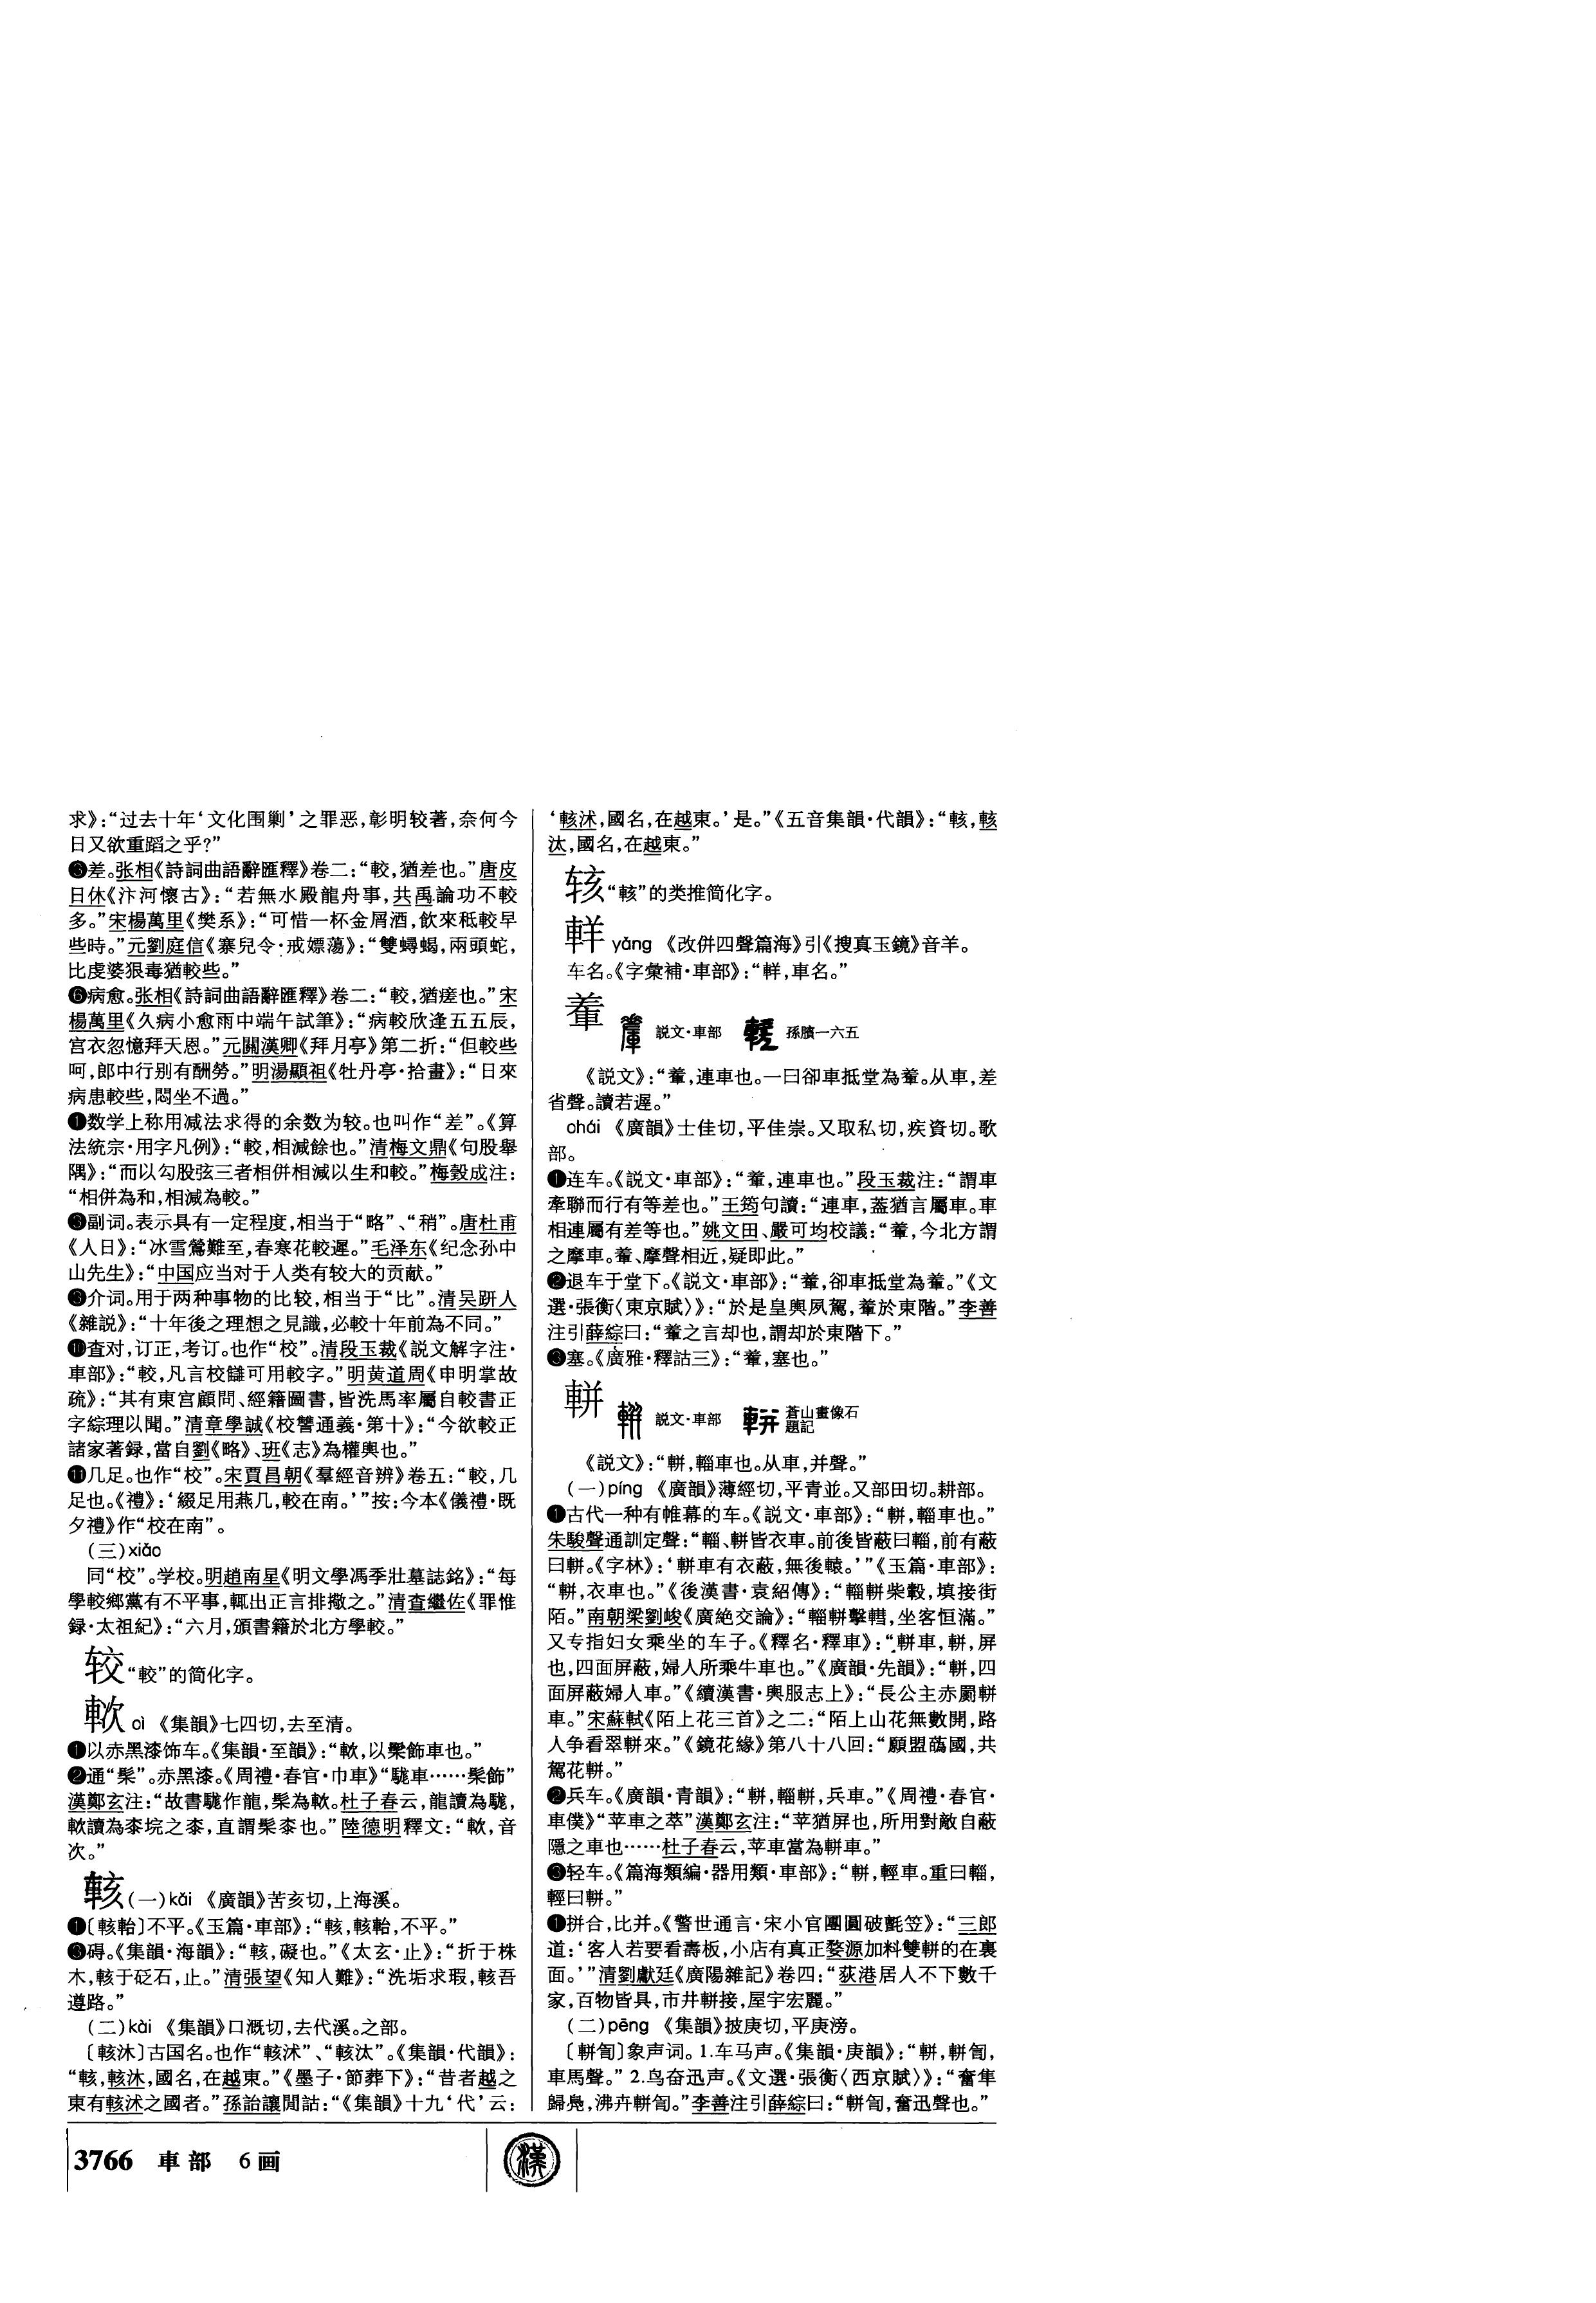 求》：“过去十年‘文化围剿’之罪恶，彰明较著，奈何今
日又欲重蹈之乎？”
❸差。张相《詩詞曲語辭匯釋》卷二：“較，猶差也。”唐皮
日休《汴河懷古》：“若無水殿龍舟事，共禹論功不較
多。”宋楊萬里《樊系》：“可惜一杯金屑酒，飲來秖較早
些時。”元劉庭信《寨兒令·戒嫖蕩》：“雙蟳蝎，兩頭蛇，
比虔婆狠毒猶較些。”
❻病愈。张相《詩詞曲語辭匯釋》卷二：“較，猶瘥也。”宋
楊萬里《久病小愈雨中端午試筆》：“病較欣逢五五辰，
宫衣忽憶拜天恩。”元關漢卿《拜月亭》第二折：“但較些
呵，郎中行别有酬勞。”明湯顯祖《牡丹亭·拾畫》：“日來
病患較些，悶坐不過。”
❶数学上称用减法求得的余数为较。也叫作“差”。《算
法統宗·用字凡例》：“較，相減餘也。”清梅文鼎《句股舉
隅》：“而以勾股弦三者相併相減以生和較。”梅瑴成注：
“相併為和，相減為較。”
❸副词。表示具有一定程度，相当于“略”、“稍”。唐杜甫
《人日》：“冰雪鶯難至，春寒花較遲。”毛泽东《纪念孙中
山先生》：“中国应当对于人类有较大的贡献。”
❸介词。用于两种事物的比较，相当于“比”。清吴趼人
《雜説》：“十年後之理想之見識，必較十年前為不同。”
❿查对，订正，考订。也作“校”。清段玉裁《説文解字注·
車部》：“較，凡言校讎可用較字。”明黄道周《申明掌故
疏》：“其有東宫顧問、經籍圖書，皆洗馬率屬自較書正
字綜理以聞。”清章學誠《校讐通義·第十》：“今欲較正
諸家著録，當自劉《略》、班《志》為權輿也。”
⓫几足。也作“校”。宋賈昌朝《羣經音辨》卷五：“較，几
足也。《禮》：‘綴足用燕几，較在南。’”按：今本《儀禮·既
夕禮》作“校在南”。
（三）xiǎo
同“校”。学校。明趙南星《明文學馮季壯墓誌銘》：“每
學較鄉黨有不平事，輒出正言排擻之。”清查繼佐《罪惟
録·太祖紀》：“六月，頒書籍於北方學較。”
较“較”的简化字。
軟 oì 《集韻》七四切，去至清。
❶以赤黑漆饰车。《集韻·至韻》：“軟，以髹飾車也。”
❷通“髹”。赤黑漆。《周禮·春官·巾車》“駹車……髹飾”
漢鄭玄注：“故書駹作龍，髹為軟。杜子春云，龍讀為駹，
軟讀為桼垸之桼，直謂髹桼也。”陸德明釋文：“軟，音
次。”
輆（一）kǎi 《廣韻》苦亥切，上海溪。
❶〔輆軩〕不平。《玉篇·車部》：“輆，輆軩，不平。”
❸碍。《集韻·海韻》：“輆，礙也。”《太玄·止》：“折于株
木，輆于砭石，止。”清張望《知人難》：“洗垢求瑕，輆吾
遵路。”
（二）kài 《集韻》口溉切，去代溪。之部。
〔輆沐〕古国名。也作“輆沭”、“輆汰”。《集韻·代韻》：
“輆，輆沐，國名，在越東。”《墨子·節葬下》：“昔者越之
東有輆沭之國者。”孫詒讓閒詁：“《集韻》十九‘代’云：
‘輆沭，國名，在越東。’是。”《五音集韻·代韻》：“輆，輆
汰，國名，在越東。”
𰺄“輆”的类推简化字。
䍫 yǎng 《改併四聲篇海》引《搜真玉鏡》音羊。
车名。《字彙補·車部》：“䍫，車名。”
輂 説文·車部 孫臏一六五
《説文》：“，連車也。一曰卻車抵堂為。从車，差
省聲。讀若遲。”
ohái 《廣韻》士佳切，平佳崇。又取私切，疾資切。歌
部。
❶连车。《説文·車部》：“，連車也。”段玉裁注：“謂車
牽聯而行有等差也。”王筠句讀：“連車，蓋猶言屬車。車
相連屬有差等也。”姚文田、嚴可均校議：“，今北方謂
之摩車。、摩聲相近，疑即此。”
❷退车于堂下。《説文·車部》：“，卻車抵堂為。”《文
選·張衡〈東京賦〉》：“於是皇輿夙駕，於東階。”李善
注引薛綜曰：“之言却也，謂却於東階下。”
❸塞。《廣雅·釋詁三》：“，塞也。”
軿 説文·車部 蒼山畫像石
題記
《説文》：“軿，輜車也。从車，并聲。”
（一）píng 《廣韻》薄經切，平青並。又部田切。耕部。
❶古代一种有帷幕的车。《説文·車部》：“軿，輜車也。”
朱駿聲通訓定聲：“輜、軿皆衣車。前後皆蔽曰輜，前有蔽
曰軿。《字林》：‘軿車有衣蔽，無後轅。’”《玉篇·車部》：
“軿，衣車也。”《後漢書·袁紹傳》：“輜軿柴轂，填接街
陌。”南朝梁劉峻《廣絶交論》：“輜軿擊轊，坐客恒滿。”
又专指妇女乘坐的车子。《釋名·釋車》：“軿車，軿，屏
也，四面屏蔽，婦人所乘牛車也。”《廣韻·先韻》：“軿，四
面屏蔽婦人車。”《續漢書·輿服志上》：“長公主赤罽軿
車。”宋蘇軾《陌上花三首》之二：“陌上山花無數開，路
人争看翠軿來。”《鏡花緣》第八十八回：“願盟蔿國，共
駕花軿。”
❷兵车。《廣韻·青韻》：“軿，輜軿，兵車。”《周禮·春官·
車僕》“苹車之萃”漢鄭玄注：“苹猶屏也，所用對敵自蔽
隱之車也……杜子春云，苹車當為軿車。”
❸轻车。《篇海類編·器用類·車部》：“軿，輕車。重曰輜，
輕曰軿。”
❶拼合，比并。《警世通言·宋小官團圓破氈笠》：“三郎
道：‘客人若要看壽板，小店有真正婺源加料雙軿的在裏
面。’”清劉獻廷《廣陽雜記》卷四：“荻港居人不下數千
家，百物皆具，市井軿接，屋宇宏麗。”
（二）pēng 《集韻》披庚切，平庚滂。
〔軿訇〕象声词。1.车马声。《集韻·庚韻》：“軿，軿訇，
車馬聲。”2.鸟奋迅声。《文選·張衡〈西京賦〉》：“奮隼
歸鳧，沸卉軿訇。”李善注引薛綜曰：“軿訇，奮迅聲也。”
3766 車部 6画
漢